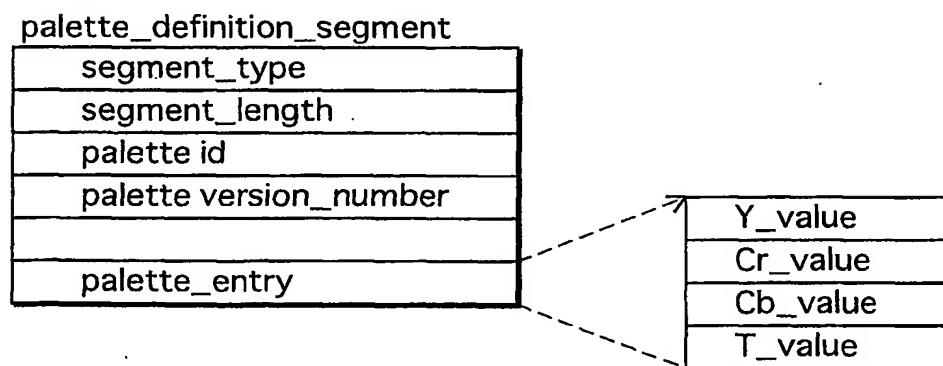 palette_definition_segment
segment_type
segment_length
palette id
palette version_number
palette_entry
Y_value
Cr_value
Cb_value
T_value